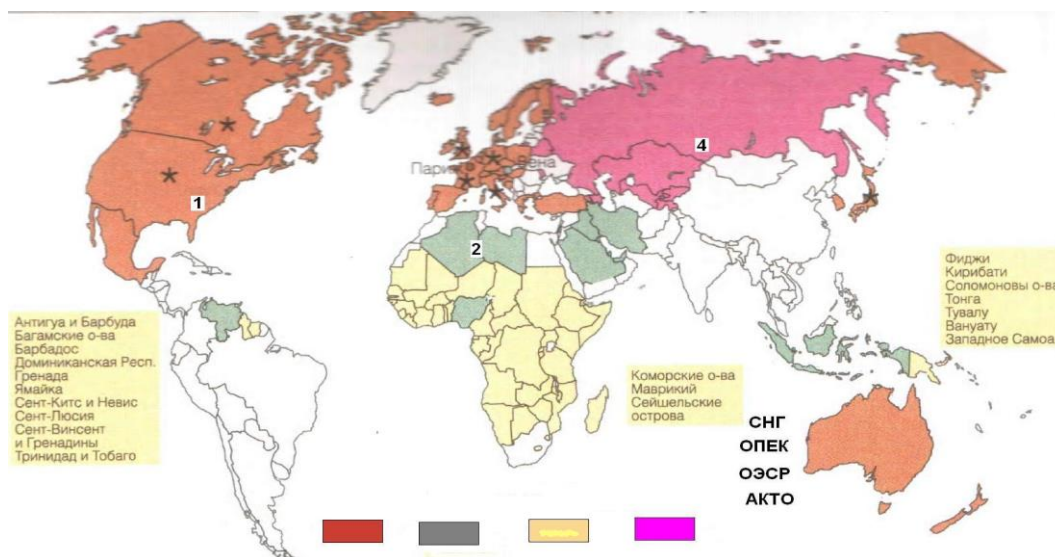 4
Париж
Вена
1
2
Антигуа и Барбуда
Багамские о-ва
Барбадос
Доминиканская Респ.
Гренада
Ямайка
Сент-Китс и Невис
Сент-Люсия
Сент-Винсент
и Гренадины
Тринидад и Тобаго
Коморские о-ва
Маврикий
Сейшельские
острова
Фиджи
Кирибати
Соломоновы о-ва
Тонга
Тувалу
Вануату
Западное Самоа
СНГ
ОПЕК
ОЭСР
АКТО